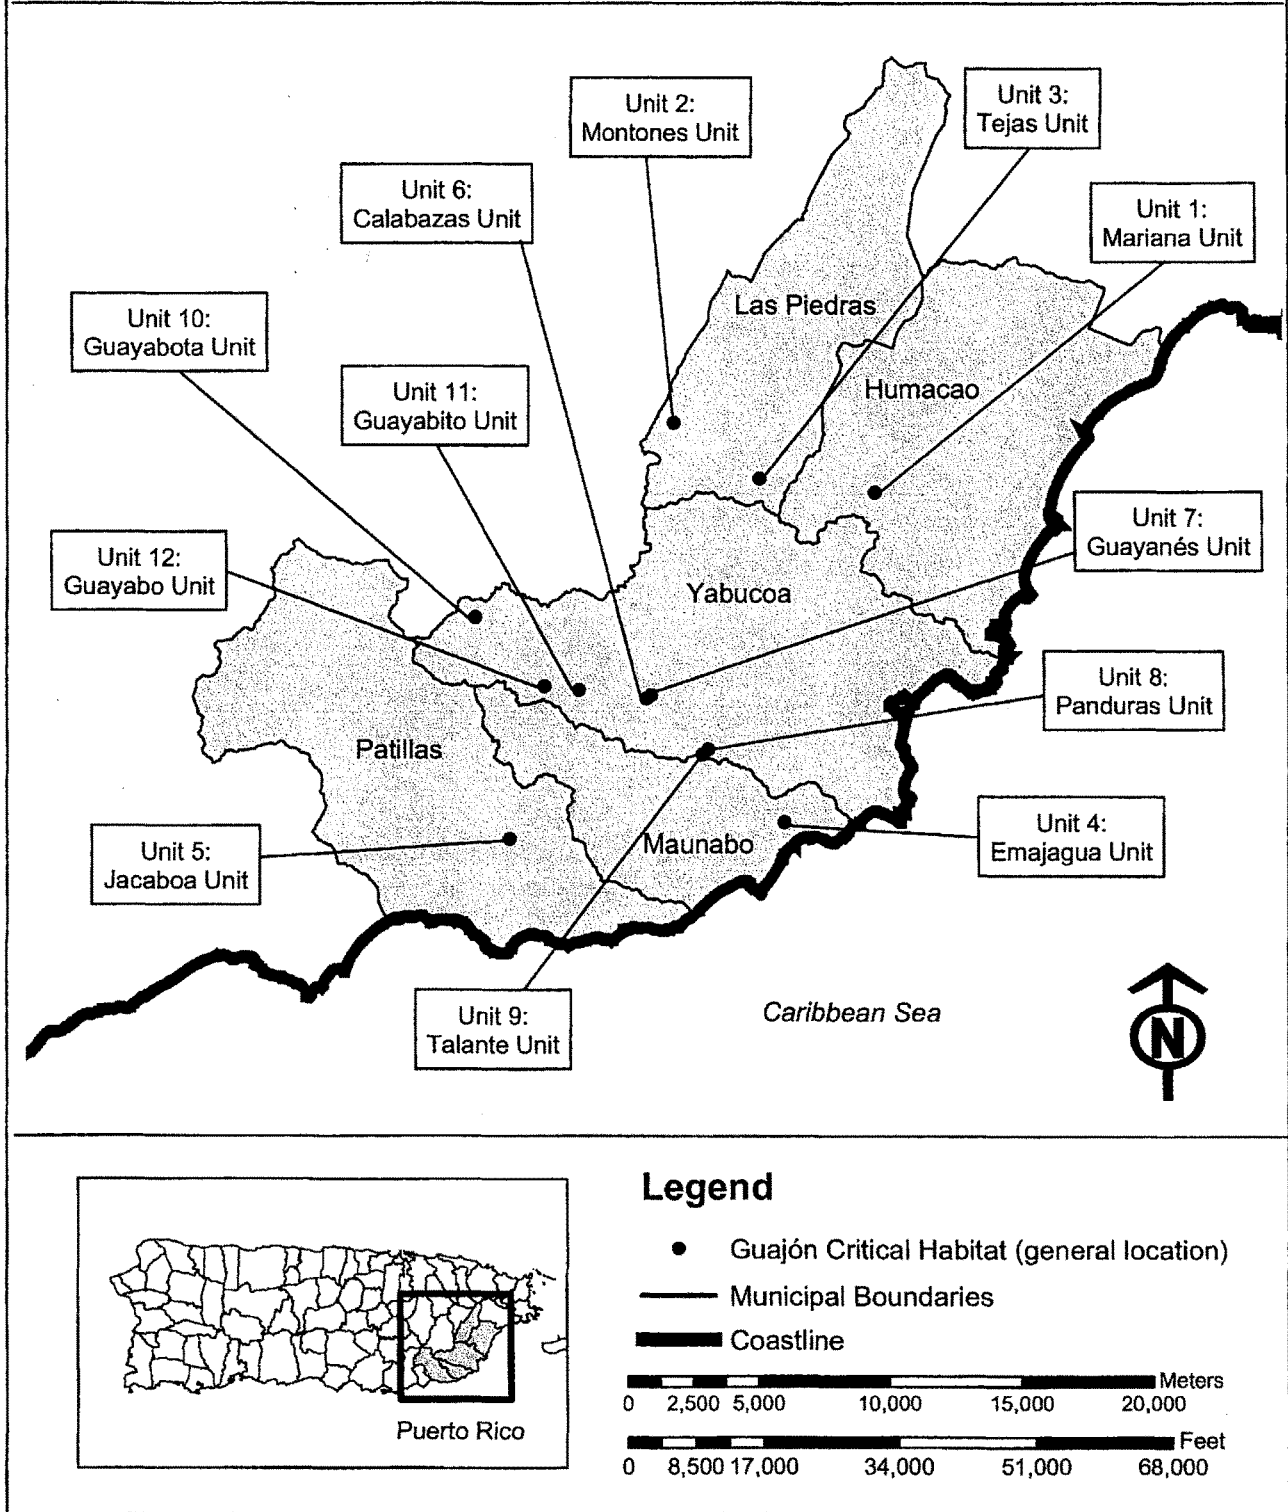 Unit 2:
Montones Unit
Unit 3:
Tejas Unit
Unit 6:
Calabazas Unit
Unit 1:
Mariana Unit
Unit 10:
Guayabota Unit
Las Piedras
Unit 11:
Guayabito Unit
Humacao
Unit 7:
Guayanés Unit
Unit 12:
Guayabo Unit
Yabucoa
Unit 8:
Panduras Unit
Patillas
Unit 4:
Emajagua Unit
Maunabo
Unit 5:
Jacaboa Unit
Unit 9:
Talante Unit
Caribbean Sea
N
Legend
Guajón Critical Habitat (general location)
Municipal Boundaries
Coastline
Meters
0 2,500 5,000 10,000 15,000 20,000
Feet
0 8,500 17,000 34,000 51,000 68,000
Puerto Rico